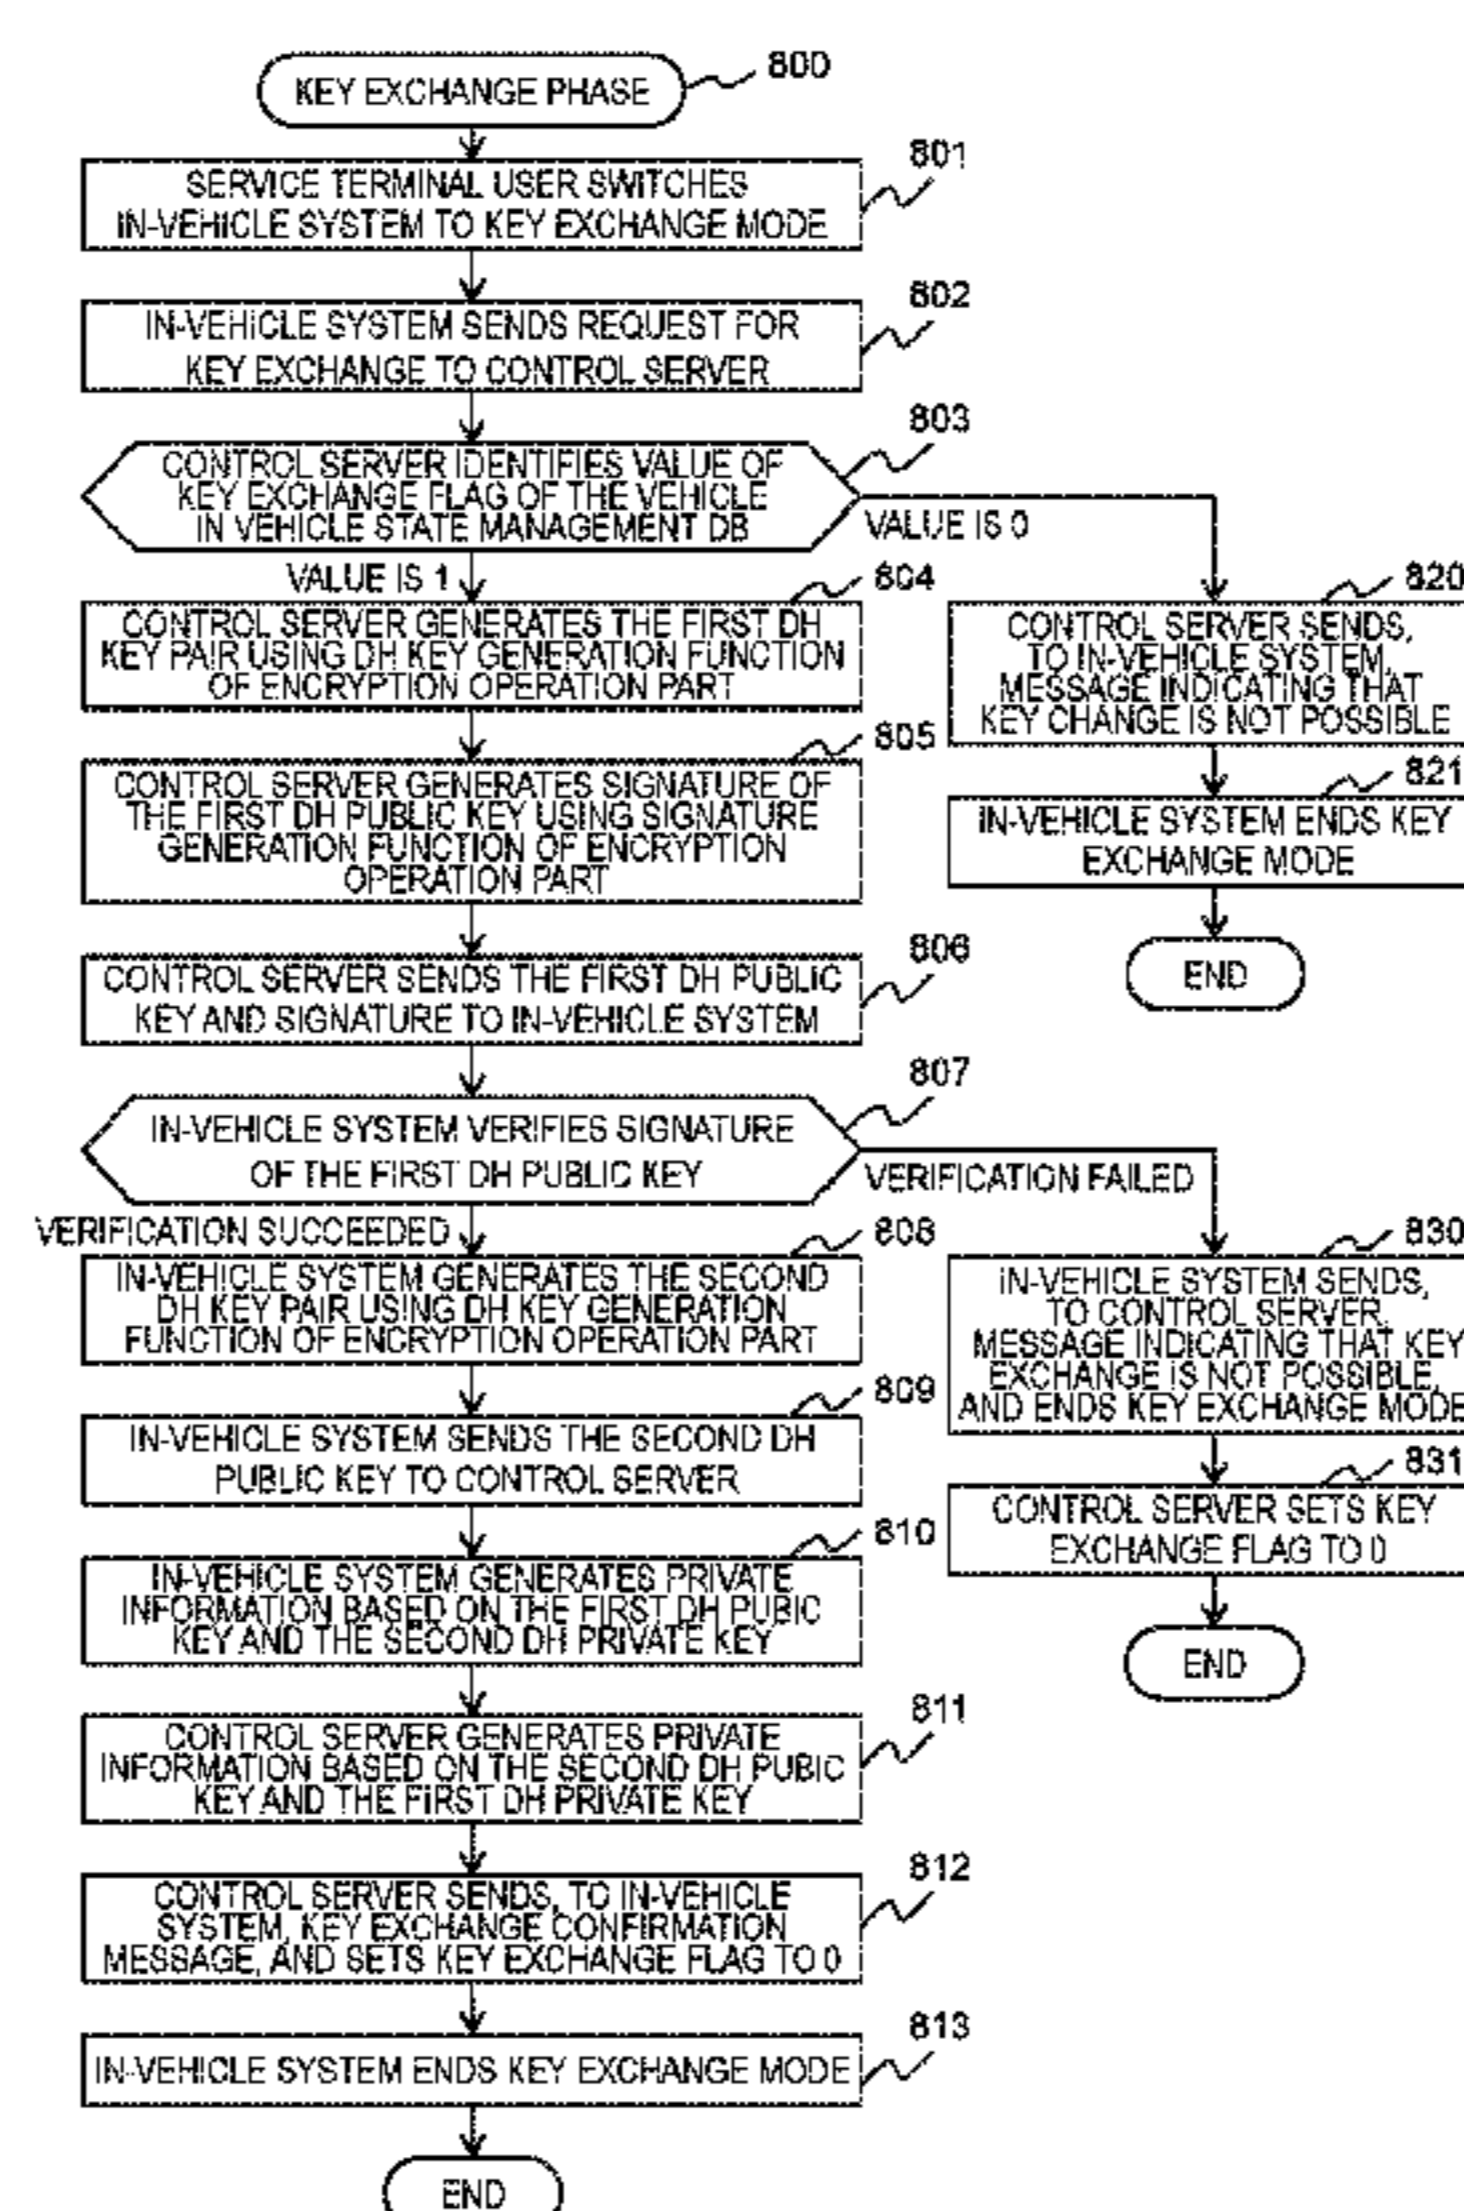 KEY EXCHANGE PHASE
800
SERVICE TERMINAL USER SWITCHES
IN-VEHICLE SYSTEM TO KEY EXCHANGE MODE
801
IN-VEHICLE SYSTEM SENDS REQUEST FOR
KEY EXCHANGE TO CONTROL SERVER
802
CONTROL SERVER IDENTIFIES VALUE OF
KEY EXCHANGE FLAG OF THE VEHICLE
IN VEHICLE STATE MANAGEMENT DB
803
VALUE IS 0
VALUE IS 1
804
CONTROL SERVER GENERATES THE FIRST DH
KEY PAIR USING DH KEY GENERATION FUNCTION
OF ENCRYPTION OPERATION PART
820
CONTROL SERVER SENDS,
TO IN-VEHICLE SYSTEM,
MESSAGE INDICATING THAT
KEY CHANGE IS NOT POSSIBLE
805
CONTROL SERVER GENERATES SIGNATURE OF
THE FIRST DH PUBLIC KEY USING SIGNATURE
GENERATION FUNCTION OF ENCRYPTION
OPERATION PART
821
IN-VEHICLE SYSTEM ENDS KEY
EXCHANGE MODE
END
806
CONTROL SERVER SENDS THE FIRST DH PUBLIC
KEY AND SIGNATURE TO IN-VEHICLE SYSTEM
807
IN-VEHICLE SYSTEM VERIFIES SIGNATURE
OF THE FIRST DH PUBLIC KEY
VERIFICATION FAILED
VERIFICATION SUCCEEDED
808
IN-VEHICLE SYSTEM GENERATES THE SECOND
DH KEY PAIR USING DH KEY GENERATION
FUNCTION OF ENCRYPTION OPERATION PART
830
IN-VEHICLE SYSTEM SENDS,
TO CONTROL SERVER,
MESSAGE INDICATING THAT KEY
EXCHANGE IS NOT POSSIBLE,
AND ENDS KEY EXCHANGE MODE
809
IN-VEHICLE SYSTEM SENDS THE SECOND DH
PUBLIC KEY TO CONTROL SERVER
831
CONTROL SERVER SETS KEY
EXCHANGE FLAG TO 0
END
810
IN-VEHICLE SYSTEM GENERATES PRIVATE
INFORMATION BASED ON THE FIRST DH PUBIC
KEY AND THE SECOND DH PRIVATE KEY
811
CONTROL SERVER GENERATES PRIVATE
INFORMATION BASED ON THE SECOND DH PUBIC
KEY AND THE FIRST DH PRIVATE KEY
812
CONTROL SERVER SENDS, TO IN-VEHICLE
SYSTEM, KEY EXCHANGE CONFIRMATION
MESSAGE, AND SETS KEY EXCHANGE FLAG TO 0
813
IN-VEHICLE SYSTEM ENDS KEY EXCHANGE MODE
END